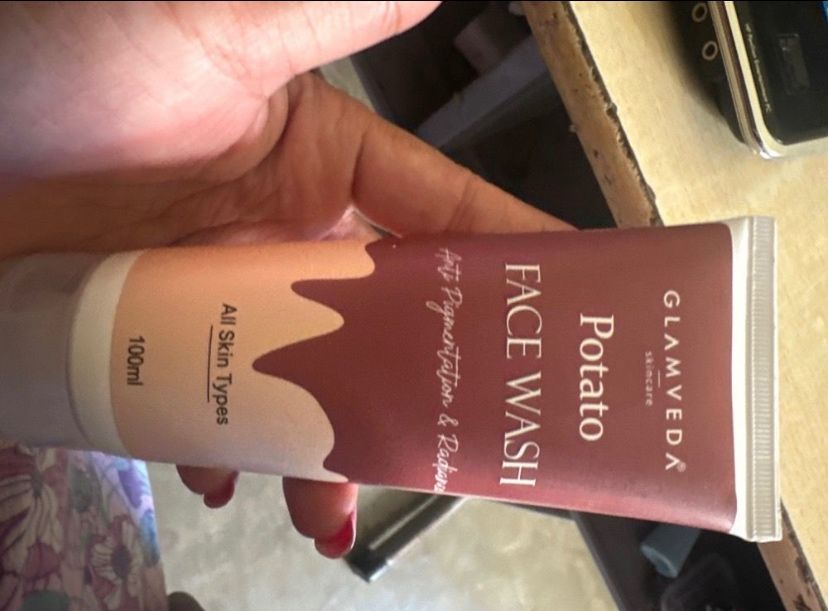 GLAMVEDA®
skincare
Potato
FACE WASH
Anti Pigmentation &
All Skin Types
100ml